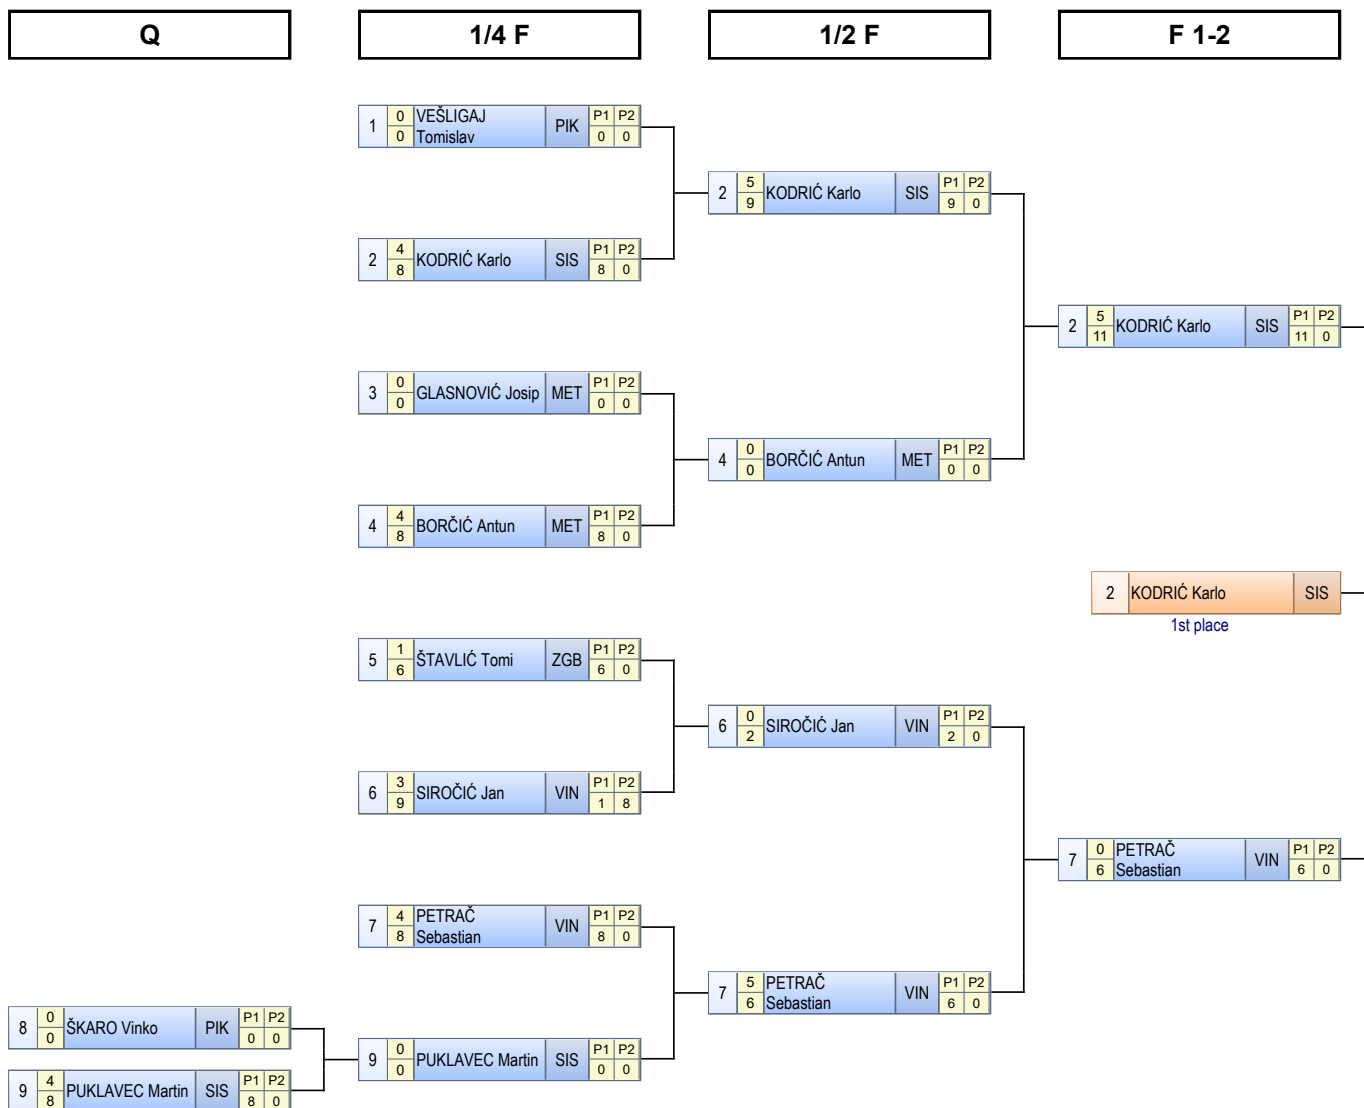 Q
1/4 F
1/2 F
F 1-2
1 0 0 VEŠLIGAJ Tomislav PIK P1 P2 0 0
2 5 9 KODRIĆ Karlo SIS P1 P2 9 0
2 4 8 KODRIĆ Karlo SIS P1 P2 8 0
2 5 11 KODRIĆ Karlo SIS P1 P2 11 0
3 0 0 GLASNOVIĆ Josip MET P1 P2 0 0
4 0 0 BORČIĆ Antun MET P1 P2 0 0
4 4 8 BORČIĆ Antun MET P1 P2 8 0
2 KODRIĆ Karlo SIS
1st place
5 1 6 ŠTAVLIĆ Tomi ZGB P1 P2 6 0
6 0 2 SIROČIĆ Jan VIN P1 P2 2 0
6 3 9 SIROČIĆ Jan VIN P1 P2 1 8
7 0 6 PETRAČ Sebastian VIN P1 P2 6 0
7 4 8 PETRAČ Sebastian VIN P1 P2 8 0
7 5 6 PETRAČ Sebastian VIN P1 P2 6 0
8 0 0 ŠKARO Vinko PIK P1 P2 0 0
9 0 0 PUKLAVEC Martin SIS P1 P2 0 0
9 4 8 PUKLAVEC Martin SIS P1 P2 8 0